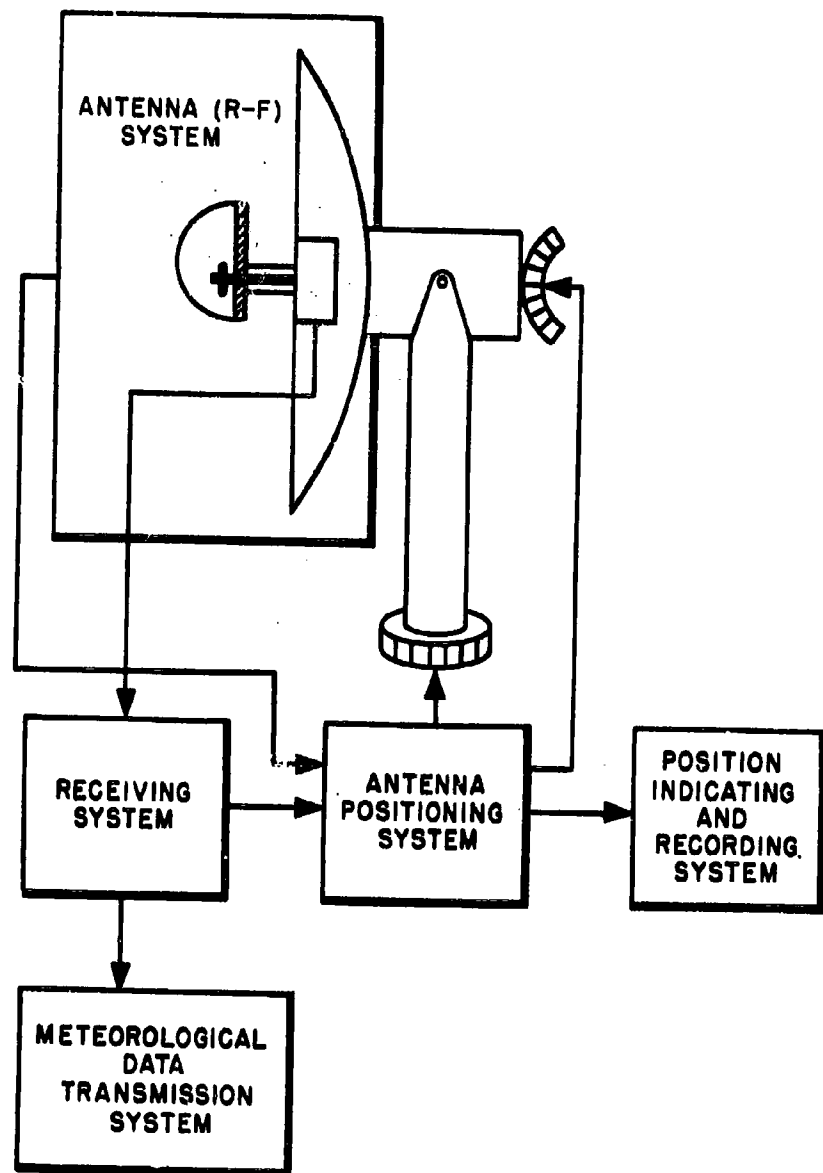 ANTENNA (R-F)
SYSTEM
RECEIVING
SYSTEM
ANTENNA
POSITIONING
SYSTEM
POSITION
INDICATING
AND
RECORDING.
SYSTEM
METEOROLOGICAL
DATA
TRANSMISSION
SYSTEM